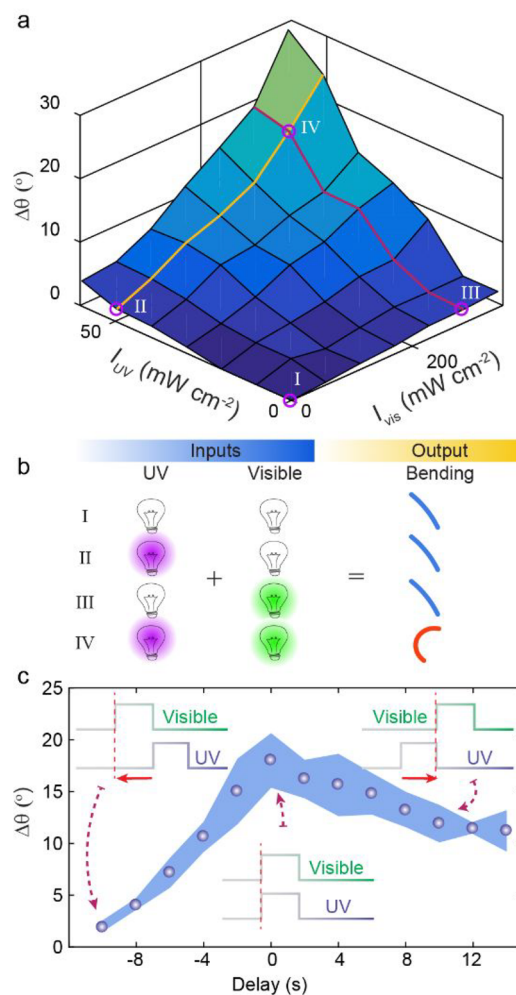 a
30
20
10
0
Δθ (°)
IV
II
III
I
50
200
0
0
I_UV (mW cm⁻²)
I_vis (mW cm⁻²)
b
Inputs
Output
UV
Visible
Bending
I
II
+
=
III
IV
c
25
20
15
10
5
0
Δθ (°)
Visible
UV
Visible
UV
Visible
UV
-8
-4
0
4
8
12
Delay (s)